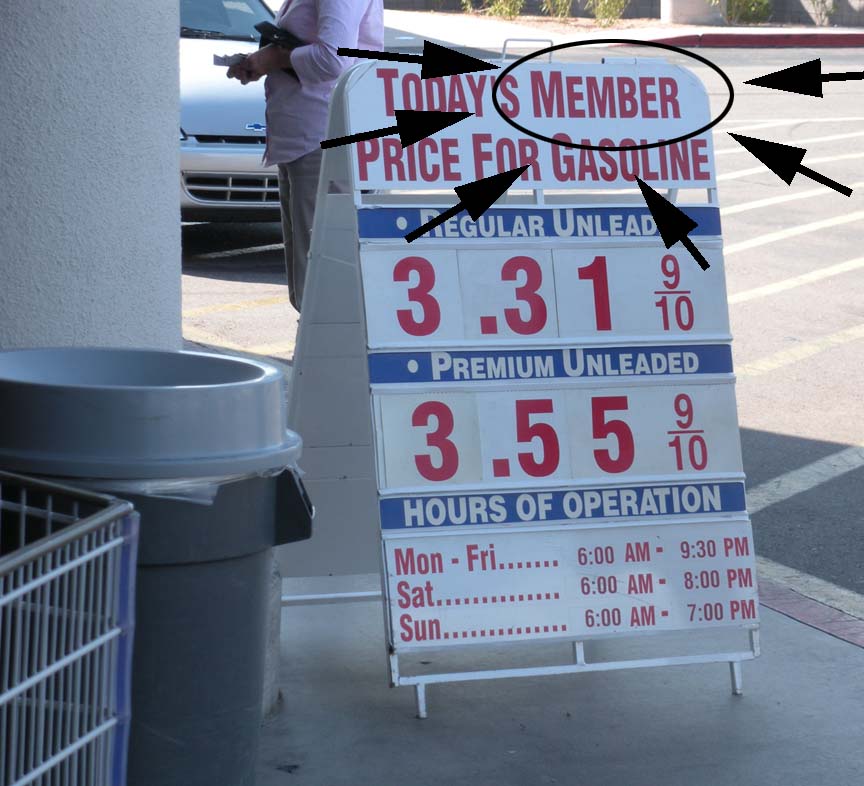 TODAY'S MEMBER
PRICE FOR GASOLINE
• REGULAR UNLEADED
3.31 9/10
• PREMIUM UNLEADED
3.55 9/10
HOURS OF OPERATION
Mon - Fri....... 6:00 AM - 9:30 PM
Sat............. 6:00 AM - 8:00 PM
Sun............. 6:00 AM - 7:00 PM